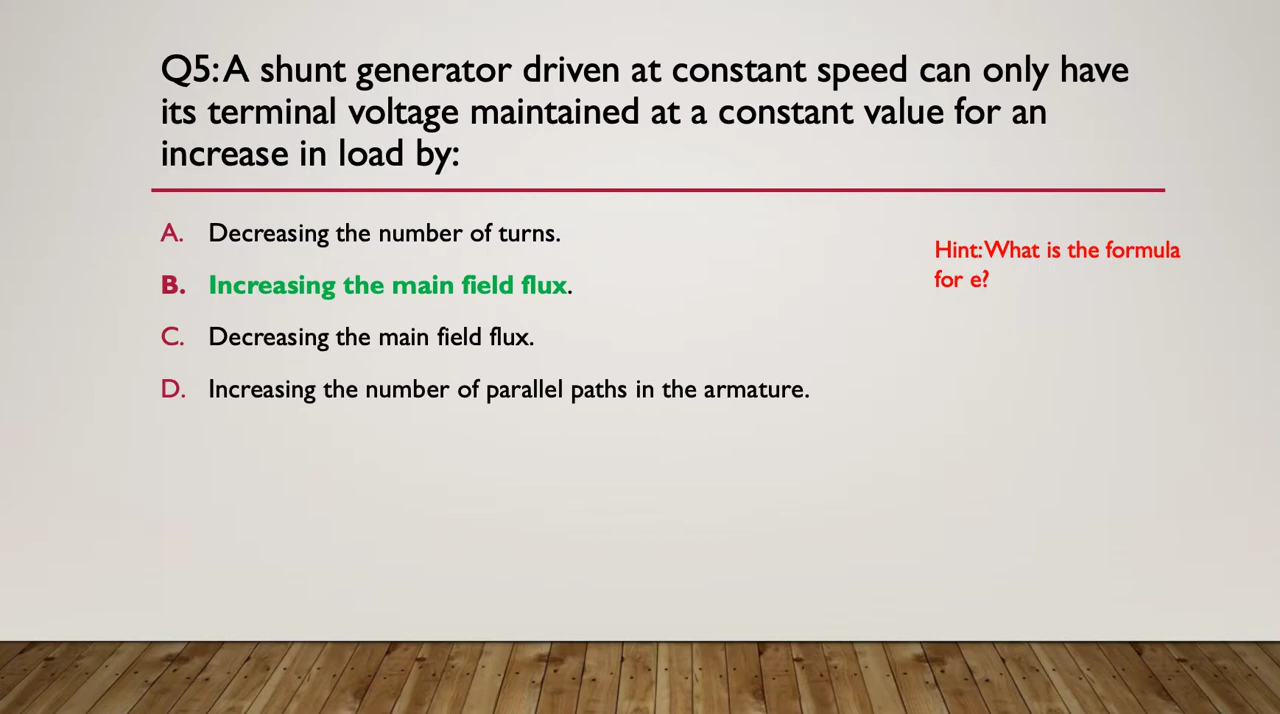 Q5: A shunt generator driven at constant speed can only have
its terminal voltage maintained at a constant value for an
increase in load by:
A. Decreasing the number of turns.
B. Increasing the main field flux.
C. Decreasing the main field flux.
D. Increasing the number of parallel paths in the armature.
Hint: What is the formula
for e?